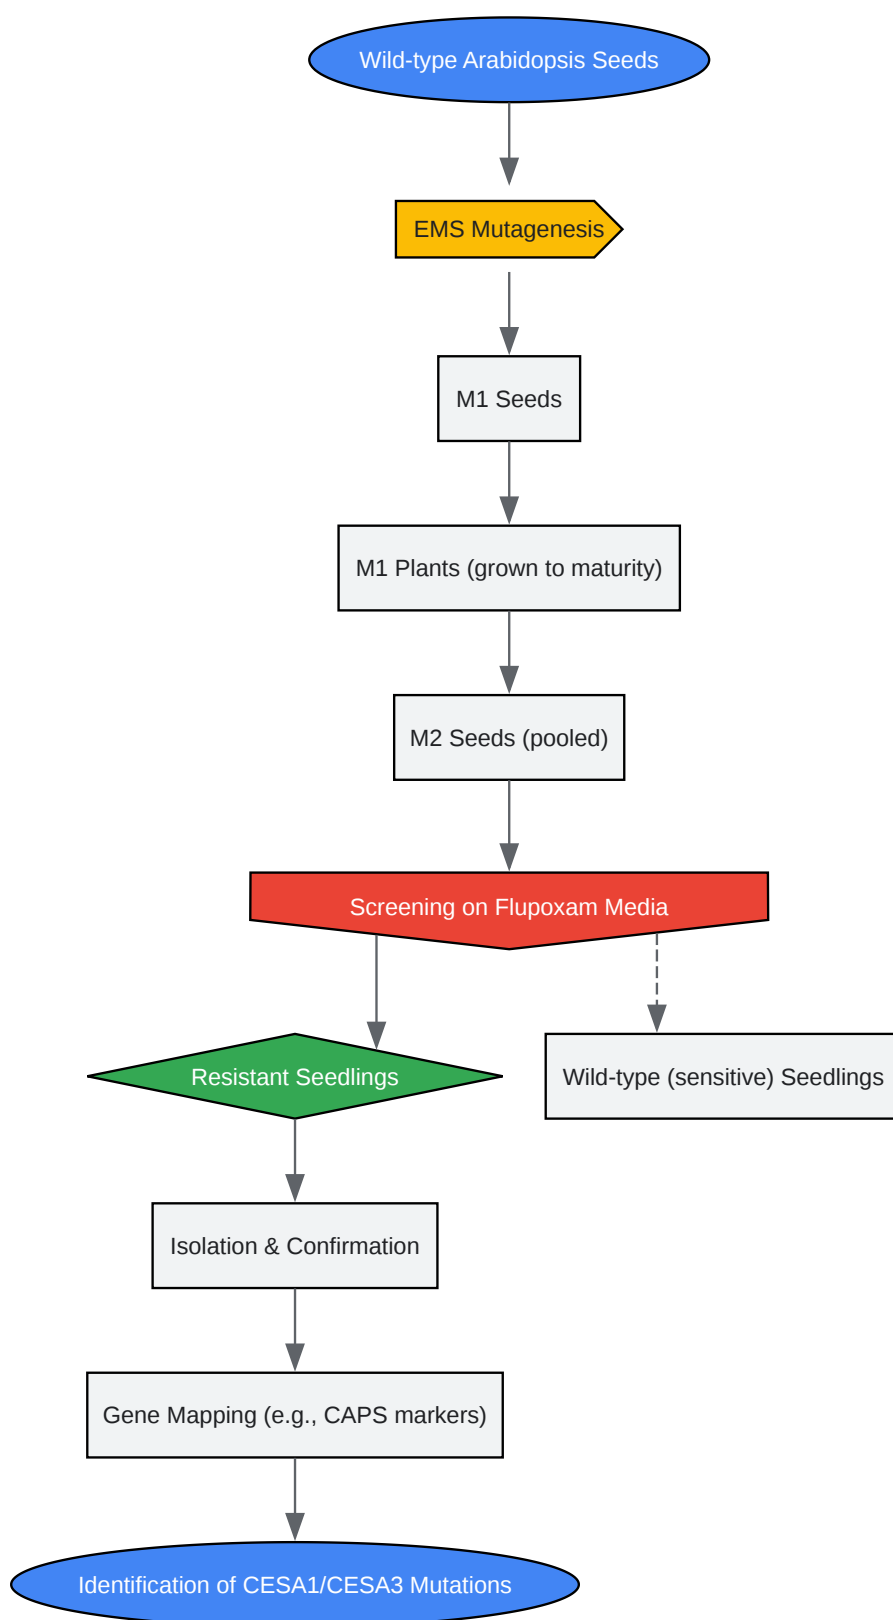 Wild-type Arabidopsis Seeds
EMS Mutagenesis
M1 Seeds
M1 Plants (grown to maturity)
M2 Seeds (pooled)
Screening on Flupoxam Media
Resistant Seedlings
Wild-type (sensitive) Seedlings
Isolation & Confirmation
Gene Mapping (e.g., CAPS markers)
Identification of CESA1/CESA3 Mutations